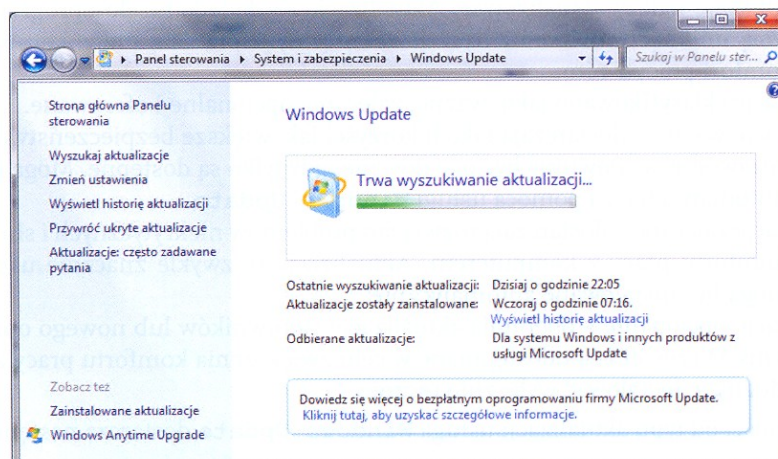 Panel sterowania ▸ System i zabezpieczenia ▸ Windows Update
Szukaj w Panelu ster...
Strona główna Panelu
sterowania
Wyszukaj aktualizacje
Zmień ustawienia
Wyświetl historię aktualizacji
Przywróć ukryte aktualizacje
Aktualizacje: często zadawane
pytania
Zobacz też
Zainstalowane aktualizacje
Windows Anytime Upgrade
Windows Update
Trwa wyszukiwanie aktualizacji...
Ostatnie wyszukiwanie aktualizacji: Dzisiaj o godzinie 22:05
Aktualizacje zostały zainstalowane: Wczoraj o godzinie 07:16.
Wyświetl historię aktualizacji
Odbierane aktualizacje: Dla systemu Windows i innych produktów z
usługi Microsoft Update
Dowiedz się więcej o bezpłatnym oprogramowaniu firmy Microsoft Update.
Kliknij tutaj, aby uzyskać szczegółowe informacje.